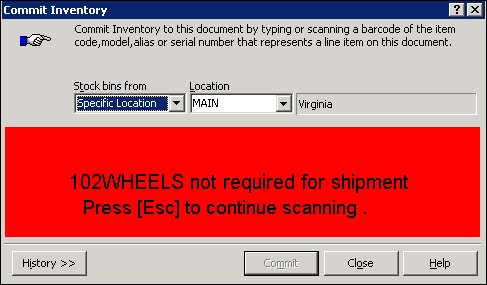 Commit Inventory
Commit Inventory to this document by typing or scanning a barcode of the item
code,model,alias or serial number that represents a line item on this document.
Stock bins from Location
Specific Location MAIN Virginia
102WHEELS not required for shipment
Press [Esc] to continue scanning .
History >> Commit Close Help